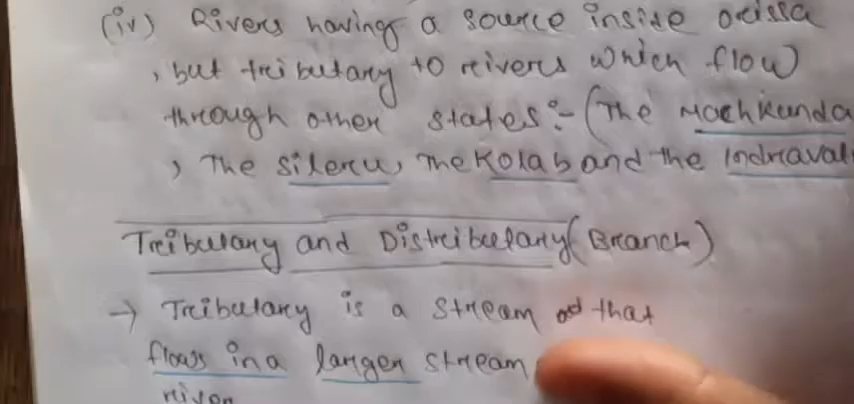 (iv) Rivers having a source inside orissa
, but tributary to rivers which flow
through other states:- (The Machkunda
, The Sileru, The Kolab and the Indravati
Tributary and Distributary (Branch)
→ Tributary is a stream that
flows in a larger stream
river